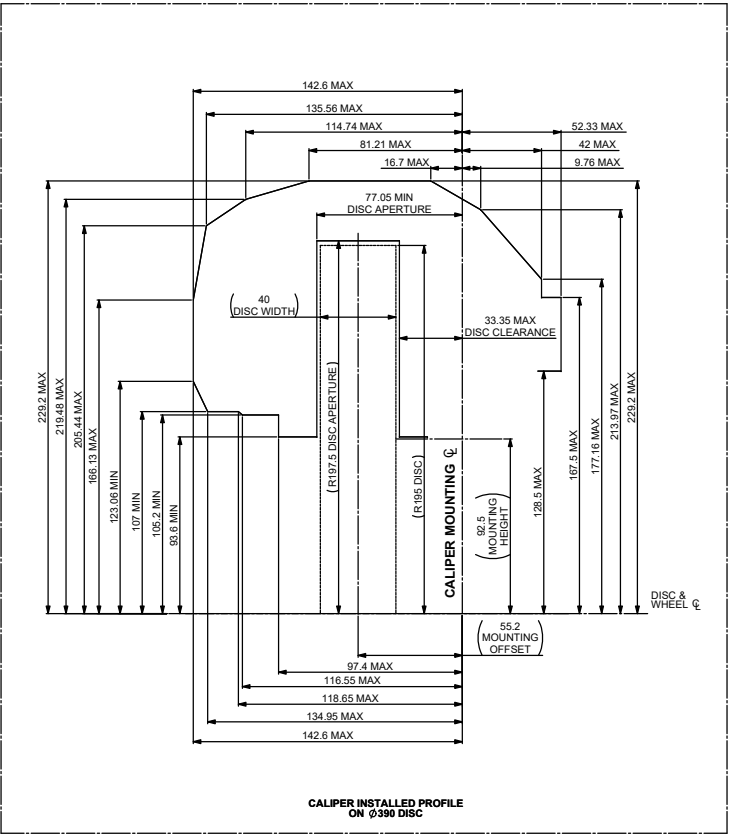 142.6 MAX
135.56 MAX
114.74 MAX
52.33 MAX
81.21 MAX
42 MAX
16.7 MAX
9.76 MAX
77.05 MIN
DISC APERTURE
(40
DISC WIDTH)
33.35 MAX
DISC CLEARANCE
229.2 MAX
219.48 MAX
205.44 MAX
166.13 MAX
123.06 MIN
107 MIN
105.2 MIN
93.6 MIN
(R197.5 DISC APERTURE)
(R195 DISC)
CALIPER MOUNTING ℄
(92.5
MOUNTING
HEIGHT)
128.5 MAX
167.5 MAX
177.16 MAX
213.97 MAX
229.2 MAX
DISC &
WHEEL ℄
(55.2
MOUNTING
OFFSET)
97.4 MAX
116.55 MAX
118.65 MAX
134.95 MAX
142.6 MAX
CALIPER INSTALLED PROFILE
ON Ø390 DISC